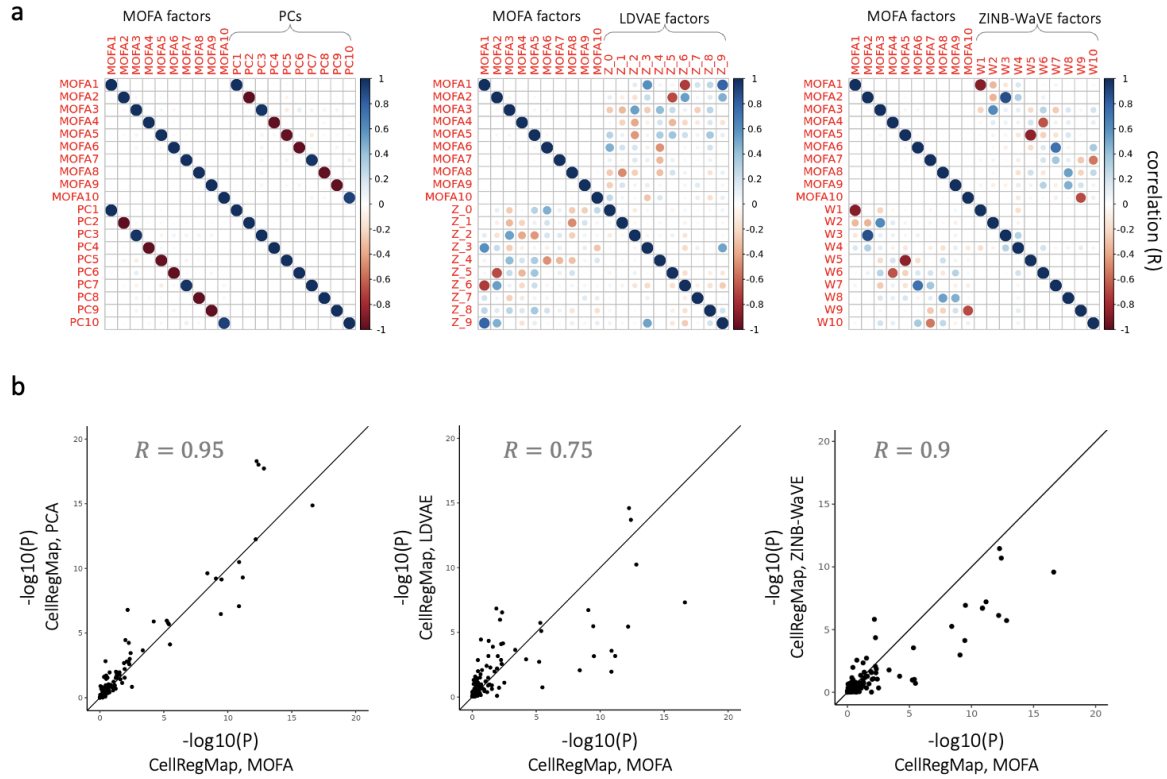 a
MOFA factors
PCs
MOFA1 MOFA2 MOFA3 MOFA4 MOFA5 MOFA6 MOFA7 MOFA8 MOFA9 MOFA10 PC1 PC2 PC3 PC4 PC5 PC6 PC7 PC8 PC9 PC10
MOFA1
MOFA2
MOFA3
MOFA4
MOFA5
MOFA6
MOFA7
MOFA8
MOFA9
MOFA10
PC1
PC2
PC3
PC4
PC5
PC6
PC7
PC8
PC9
PC10
1
0.8
0.6
0.4
0.2
0
-0.2
-0.4
-0.6
-0.8
-1
MOFA factors
LDVAE factors
MOFA1 MOFA2 MOFA3 MOFA4 MOFA5 MOFA6 MOFA7 MOFA8 MOFA9 MOFA10 Z_0 Z_1 Z_2 Z_3 Z_4 Z_5 Z_6 Z_7 Z_8 Z_9
MOFA1
MOFA2
MOFA3
MOFA4
MOFA5
MOFA6
MOFA7
MOFA8
MOFA9
MOFA10
Z_0
Z_1
Z_2
Z_3
Z_4
Z_5
Z_6
Z_7
Z_8
Z_9
1
0.8
0.6
0.4
0.2
0
-0.2
-0.4
-0.6
-0.8
-1
MOFA factors
ZINB-WaVE factors
MOFA1 MOFA2 MOFA3 MOFA4 MOFA5 MOFA6 MOFA7 MOFA8 MOFA9 MOFA10 W1 W2 W3 W4 W5 W6 W7 W8 W9 W10
MOFA1
MOFA2
MOFA3
MOFA4
MOFA5
MOFA6
MOFA7
MOFA8
MOFA9
MOFA10
W1
W2
W3
W4
W5
W6
W7
W8
W9
W10
1
0.8
0.6
0.4
0.2
0
-0.2
-0.4
-0.6
-0.8
-1
correlation (R)
b
R = 0.95
-log10(P)
CellRegMap, PCA
20
15
10
5
0
0 5 10 15 20
-log10(P)
CellRegMap, MOFA
R = 0.75
-log10(P)
CellRegMap, LDVAE
20
15
10
5
0
0 5 10 15 20
-log10(P)
CellRegMap, MOFA
R = 0.9
-log10(P)
CellRegMap, ZINB-WaVE
20
15
10
5
0
0 5 10 15 20
-log10(P)
CellRegMap, MOFA